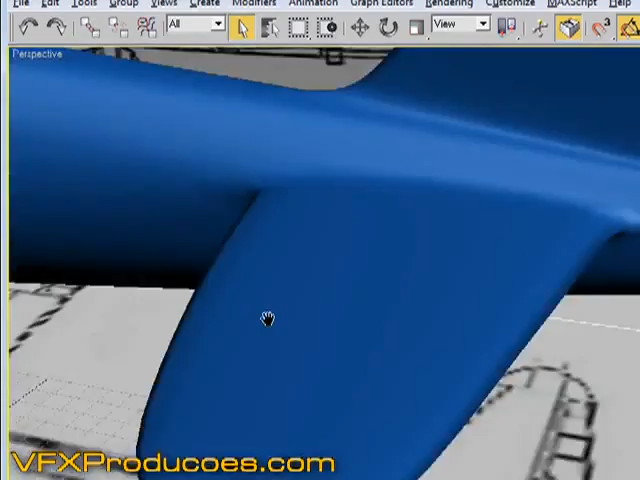 File Edit Tools Group Views Create Modifiers Animation Graph Editors Rendering Customize MAXScript Help
All View 3
Perspective
VFXProducoes.com